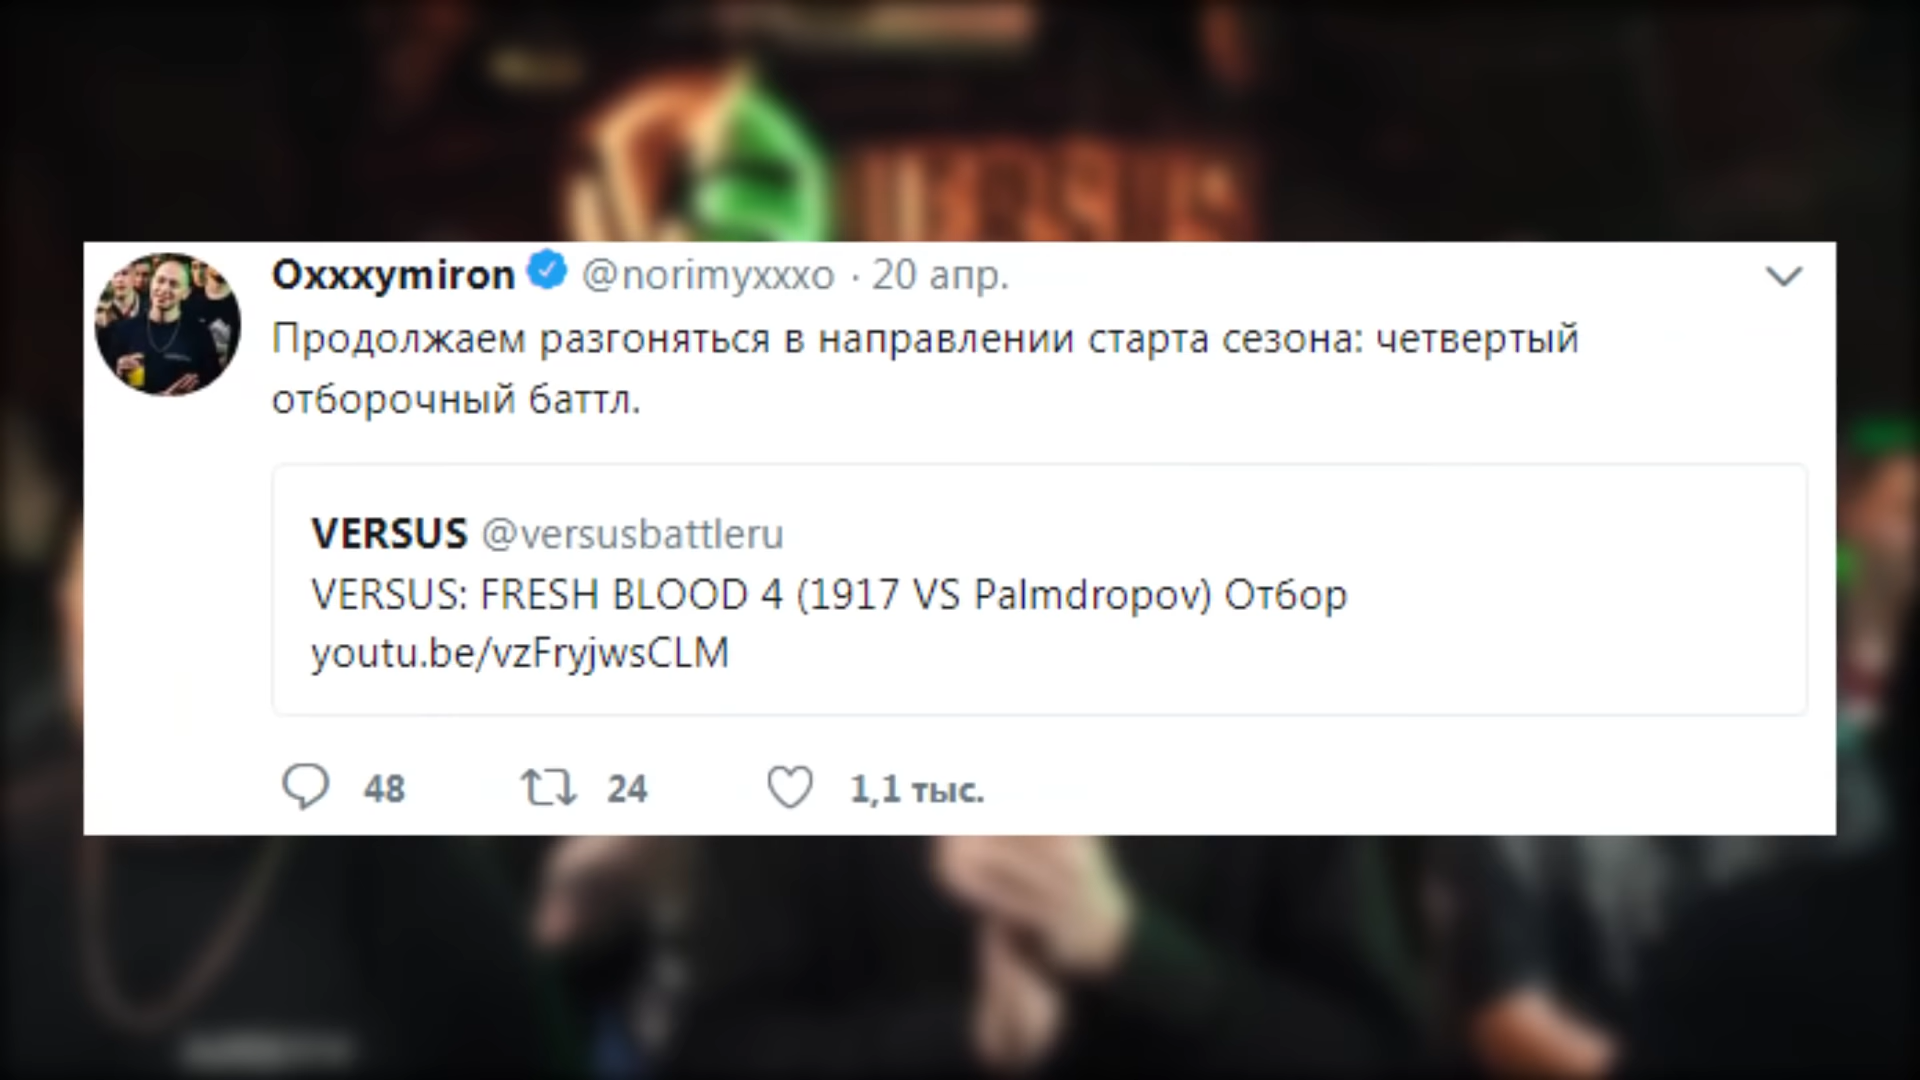 VERSUS
Oxxxymiron @norimyxxxo · 20 апр.
Продолжаем разгоняться в направлении старта сезона: четвертый
отборочный баттл.
VERSUS @versusbattleru
VERSUS: FRESH BLOOD 4 (1917 VS Palmdropov) Отбор
youtu.be/vzFryjwsCLM
48 24 1,1 тыс.